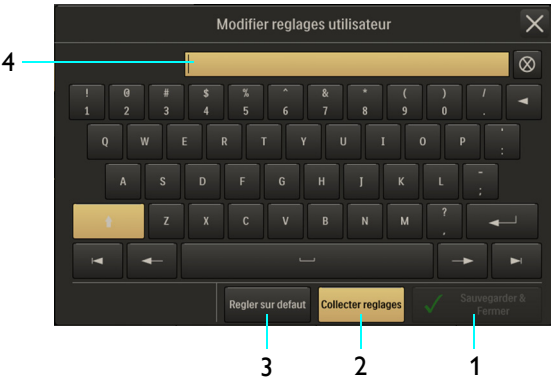 Modifier reglages utilisateur
4
! @ # $ % ^ & * ( ) /
1 2 3 4 5 6 7 8 9 0 .
Q W E R T Y U I O P ' :
A S D F G H J K L - ;
Z X C V B N M ? ,
Regler sur defaut Collecter reglages Sauvegarder &
Fermer
3 2 1